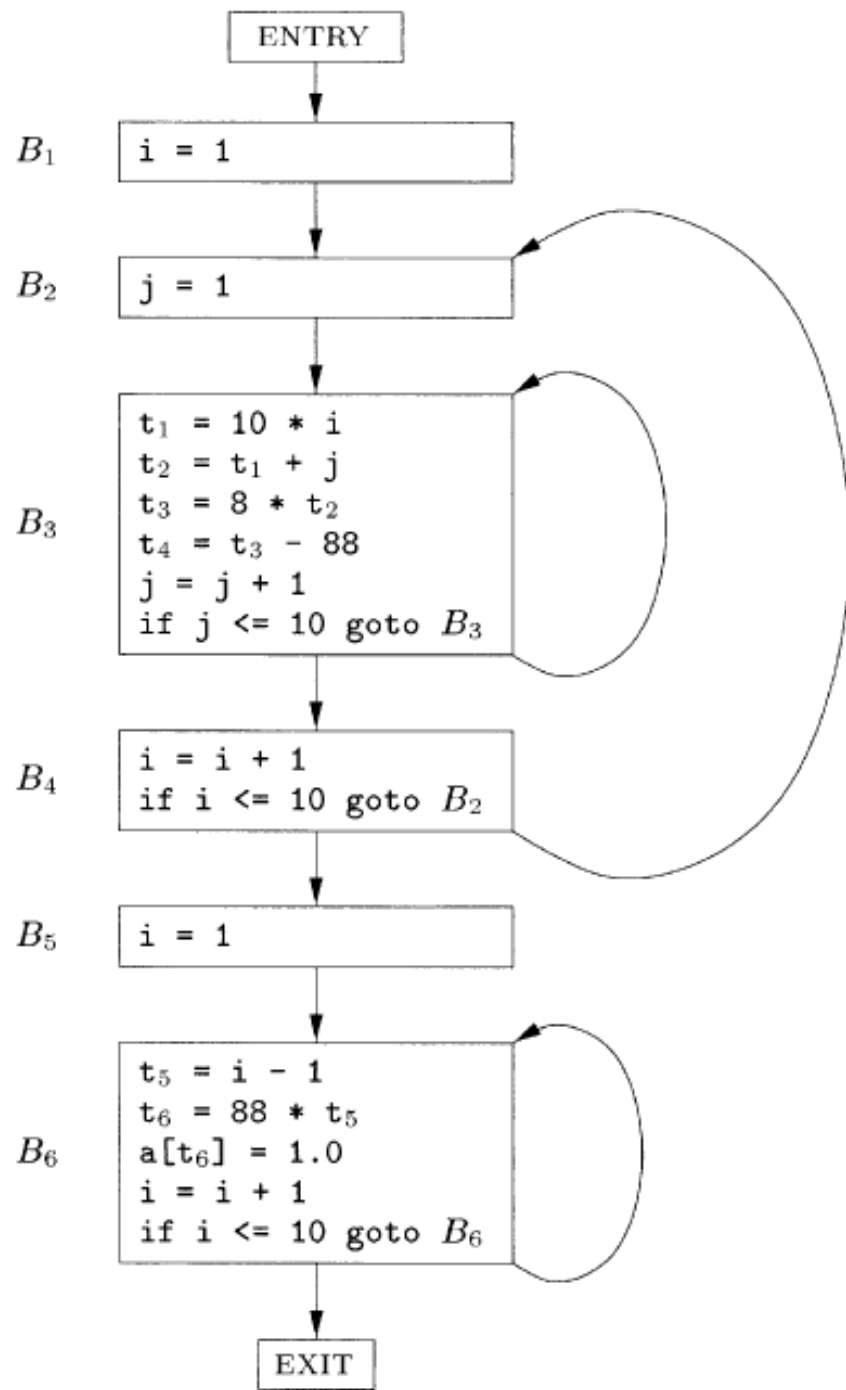 ENTRY
B₁ i = 1
B₂ j = 1
t₁ = 10 * i
t₂ = t₁ + j
t₃ = 8 * t₂
B₃ t₄ = t₃ - 88
j = j + 1
if j <= 10 goto B₃
B₄ i = i + 1
if i <= 10 goto B₂
B₅ i = 1
t₅ = i - 1
t₆ = 88 * t₅
B₆ a[t₆] = 1.0
i = i + 1
if i <= 10 goto B₆
EXIT